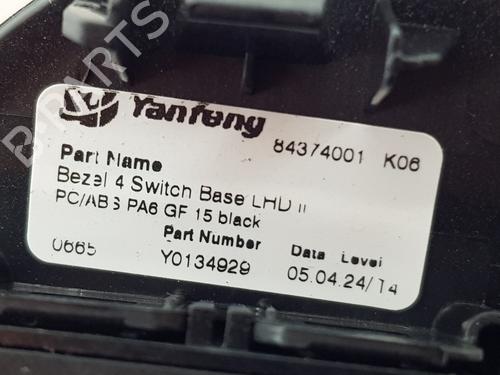 B-PARTS
Yanfeng
84374001 K06
Part Name
Bezel 4 Switch Base LHD II
PC/ABS PA6 GF 15 black
Part Number
Data Level
0665
Y0134929
05.04.24/14